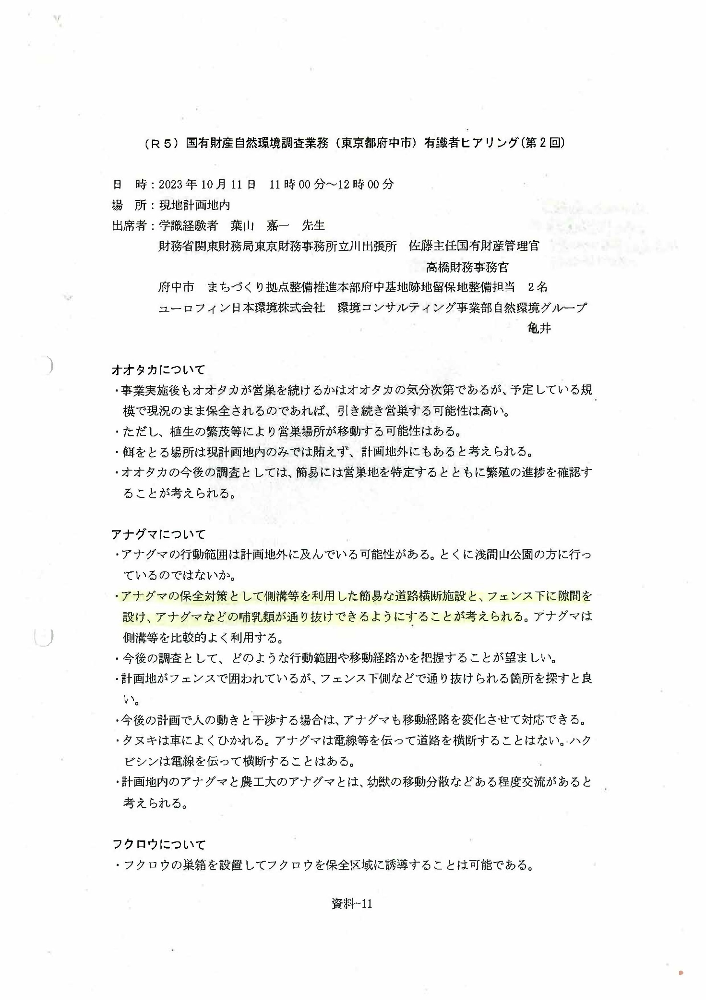 (R5) 国有財産自然環境調査業務（東京都府中市）有識者ヒアリング(第2回)
日　時：2023年10月11日　11時00分～12時00分
場　所：現地計画地内
出席者：学識経験者　葉山　嘉一　先生
財務省関東財務局東京財務事務所立川出張所　佐藤主任国有財産管理官
高橋財務事務官
府中市　まちづくり拠点整備推進本部府中基地跡地留保地整備担当　2名
ユーロフィン日本環境株式会社　環境コンサルティング事業部自然環境グループ
亀井
オオタカについて
・事業実施後もオオタカが営巣を続けるかはオオタカの気分次第であるが、予定している規
模で現況のまま保全されるのであれば、引き続き営巣する可能性は高い。
・ただし、植生の繁茂等により営巣場所が移動する可能性はある。
・餌をとる場所は現計画地内のみでは賄えず、計画地外にもあると考えられる。
・オオタカの今後の調査としては、簡易には営巣地を特定するとともに繁殖の進捗を確認す
ることが考えられる。
アナグマについて
・アナグマの行動範囲は計画地外に及んでいる可能性がある。とくに浅間山公園の方に行っ
ているのではないか。
・アナグマの保全対策として側溝等を利用した簡易な道路横断施設と、フェンス下に隙間を
設け、アナグマなどの哺乳類が通り抜けできるようにすることが考えられる。アナグマは
側溝等を比較的よく利用する。
・今後の調査として、どのような行動範囲や移動経路かを把握することが望ましい。
・計画地がフェンスで囲われているが、フェンス下側などで通り抜けられる箇所を探すと良
い。
・今後の計画で人の動きと干渉する場合は、アナグマも移動経路を変化させて対応できる。
・タヌキは車によくひかれる。アナグマは電線等を伝って道路を横断することはない。ハク
ビシンは電線を伝って横断することはある。
・計画地内のアナグマと農工大のアナグマとは、幼獣の移動分散などある程度交流があると
考えられる。
フクロウについて
・フクロウの巣箱を設置してフクロウを保全区域に誘導することは可能である。
資料-11